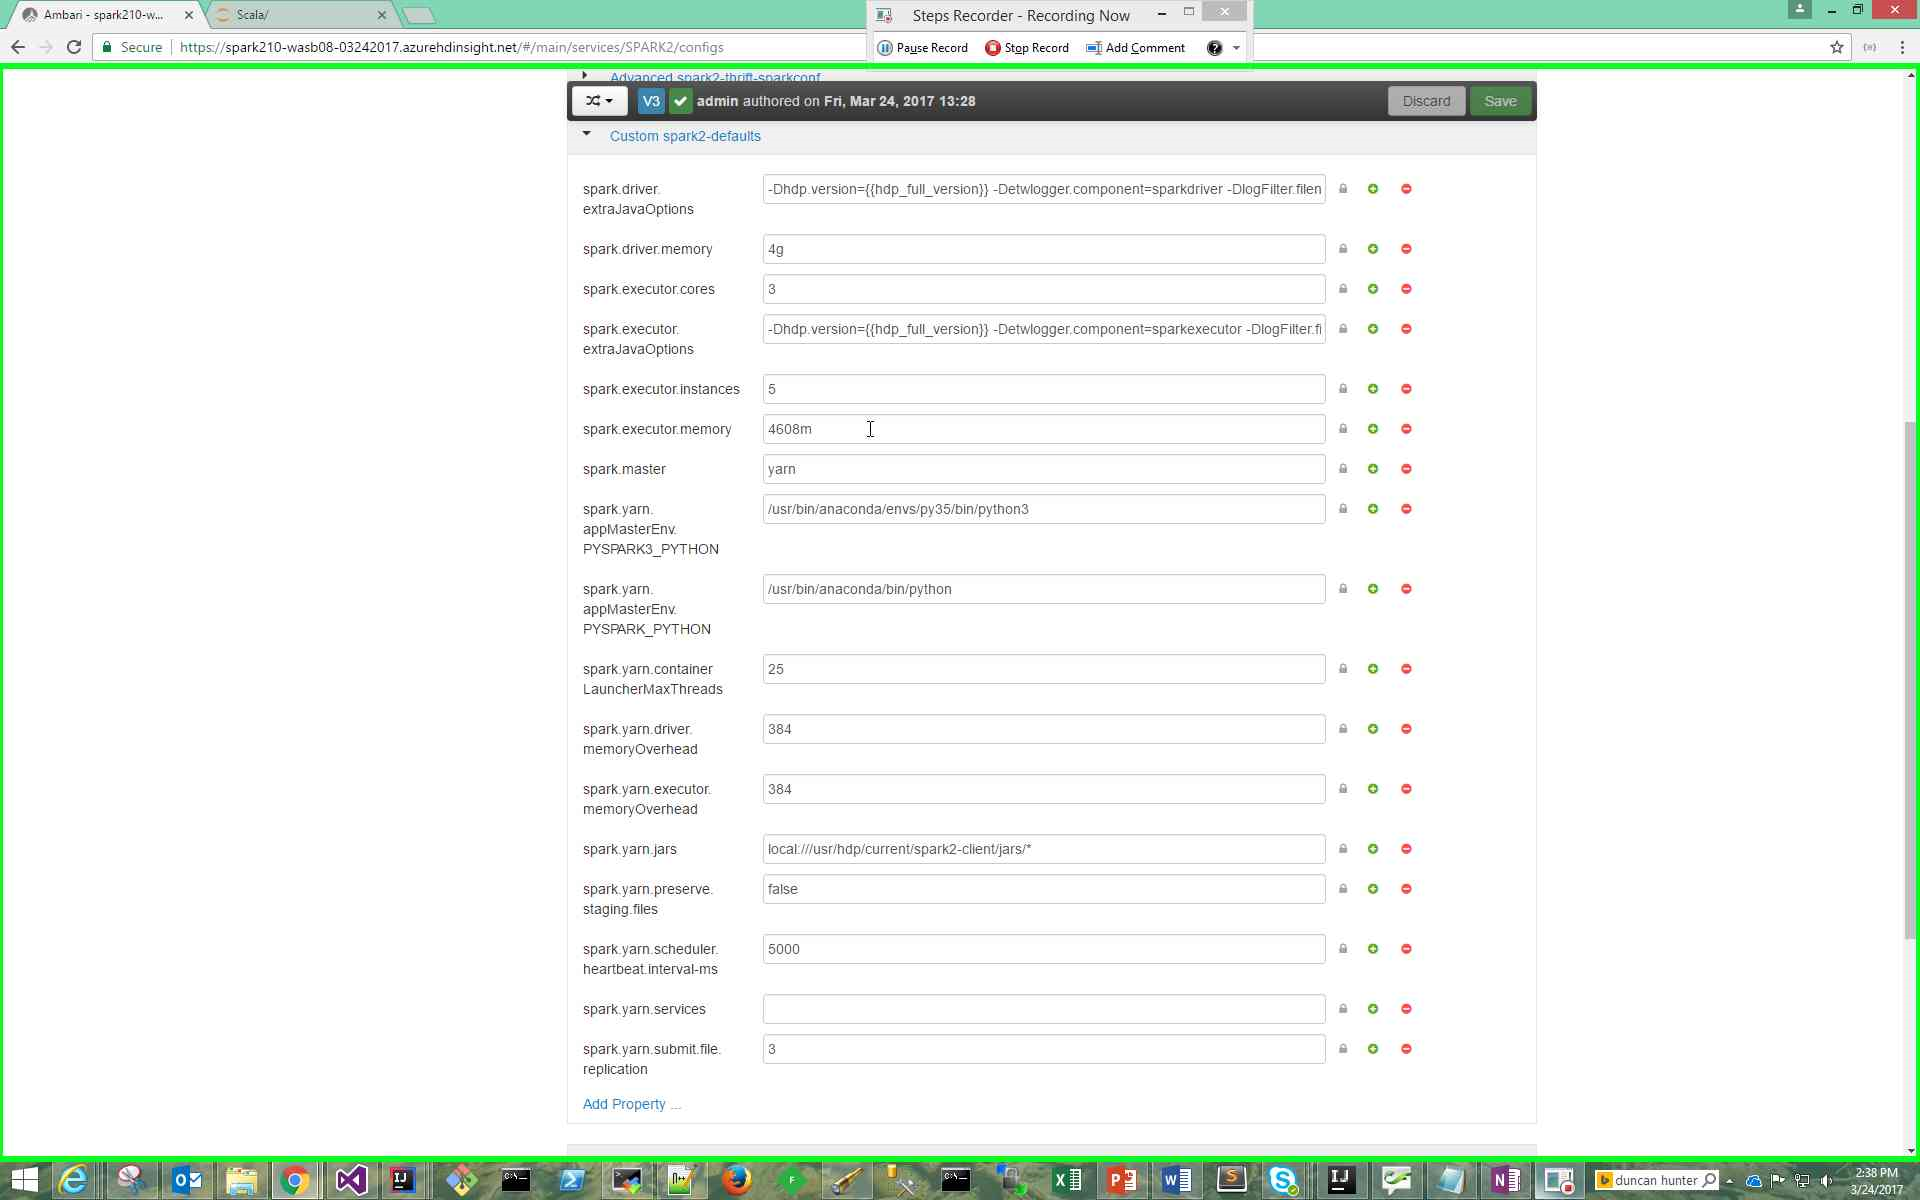 Ambari - spark210-w...
Scala/
Steps Recorder - Recording Now
Pause Record
Stop Record
Add Comment
Secure
https://spark210-wasb08-03242017.azurehdinsight.net/#/main/services/SPARK2/configs
Advanced spark2-thrift-sparkconf
V3
admin authored on Fri, Mar 24, 2017 13:28
Discard
Save
Custom spark2-defaults
spark.driver.
extraJavaOptions
-Dhdp.version={{hdp_full_version}} -Detwlogger.component=sparkdriver -DlogFilter.filen
spark.driver.memory
4g
spark.executor.cores
3
spark.executor.
extraJavaOptions
-Dhdp.version={{hdp_full_version}} -Detwlogger.component=sparkexecutor -DlogFilter.fi
spark.executor.instances
5
spark.executor.memory
4608m
spark.master
yarn
spark.yarn.
appMasterEnv.
PYSPARK3_PYTHON
/usr/bin/anaconda/envs/py35/bin/python3
spark.yarn.
appMasterEnv.
PYSPARK_PYTHON
/usr/bin/anaconda/bin/python
spark.yarn.container
LauncherMaxThreads
25
spark.yarn.driver.
memoryOverhead
384
spark.yarn.executor.
memoryOverhead
384
spark.yarn.jars
local:///usr/hdp/current/spark2-client/jars/*
spark.yarn.preserve.
staging.files
false
spark.yarn.scheduler.
heartbeat.interval-ms
5000
spark.yarn.services
spark.yarn.submit.file.
replication
3
Add Property ...
duncan hunter
2:38 PM
3/24/2017